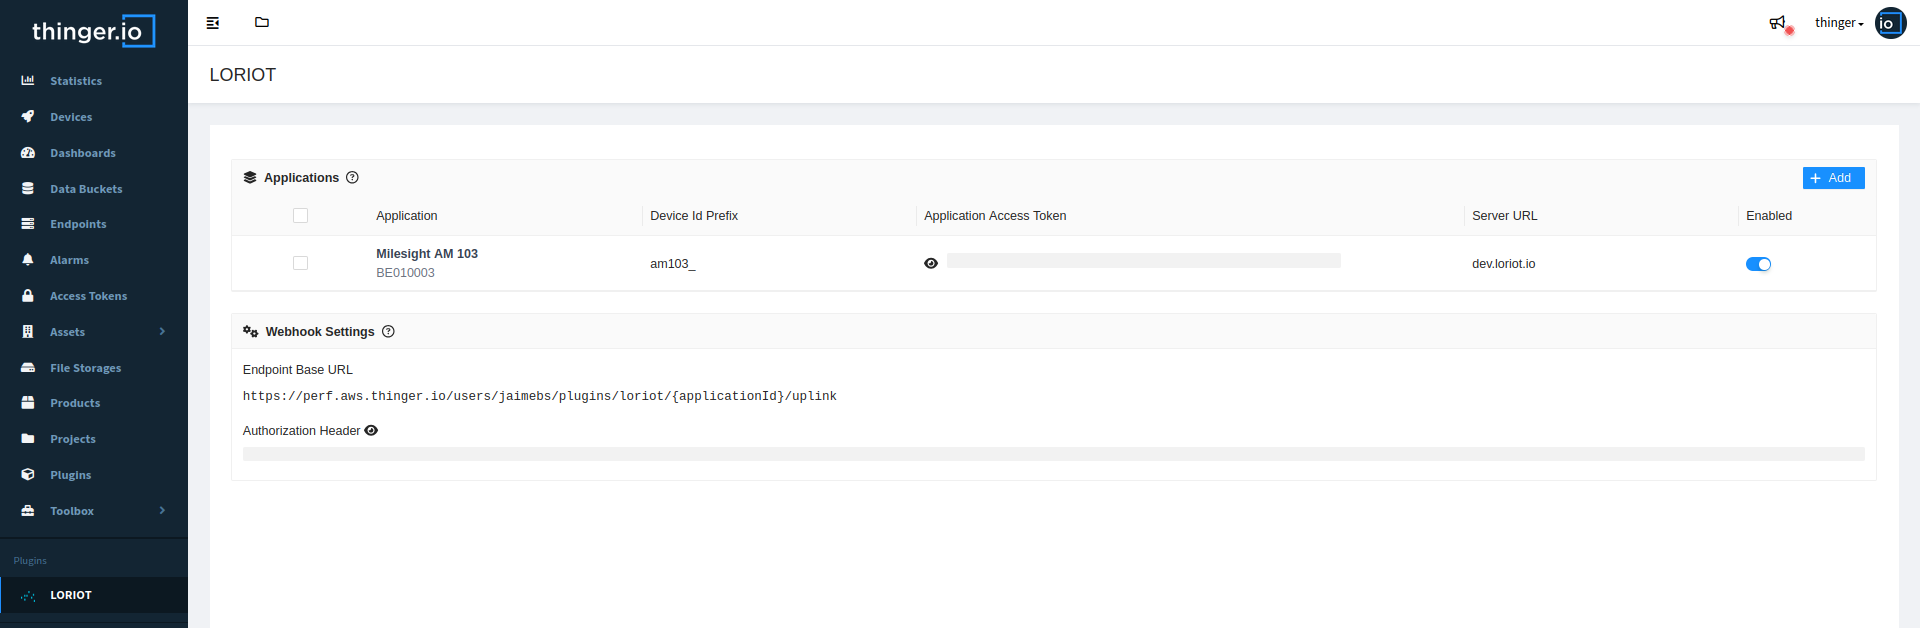 thinger.io
thinger
io
Statistics
Devices
Dashboards
Data Buckets
Endpoints
Alarms
Access Tokens
Assets
File Storages
Products
Projects
Plugins
Toolbox
Plugins
LORIOT
LORIOT
Applications
+ Add
Application Device Id Prefix Application Access Token Server URL Enabled
Milesight AM 103
BE010003
am103_ dev.loriot.io
Webhook Settings
Endpoint Base URL
https://perf.aws.thinger.io/users/jaimebs/plugins/loriot/{applicationId}/uplink
Authorization Header